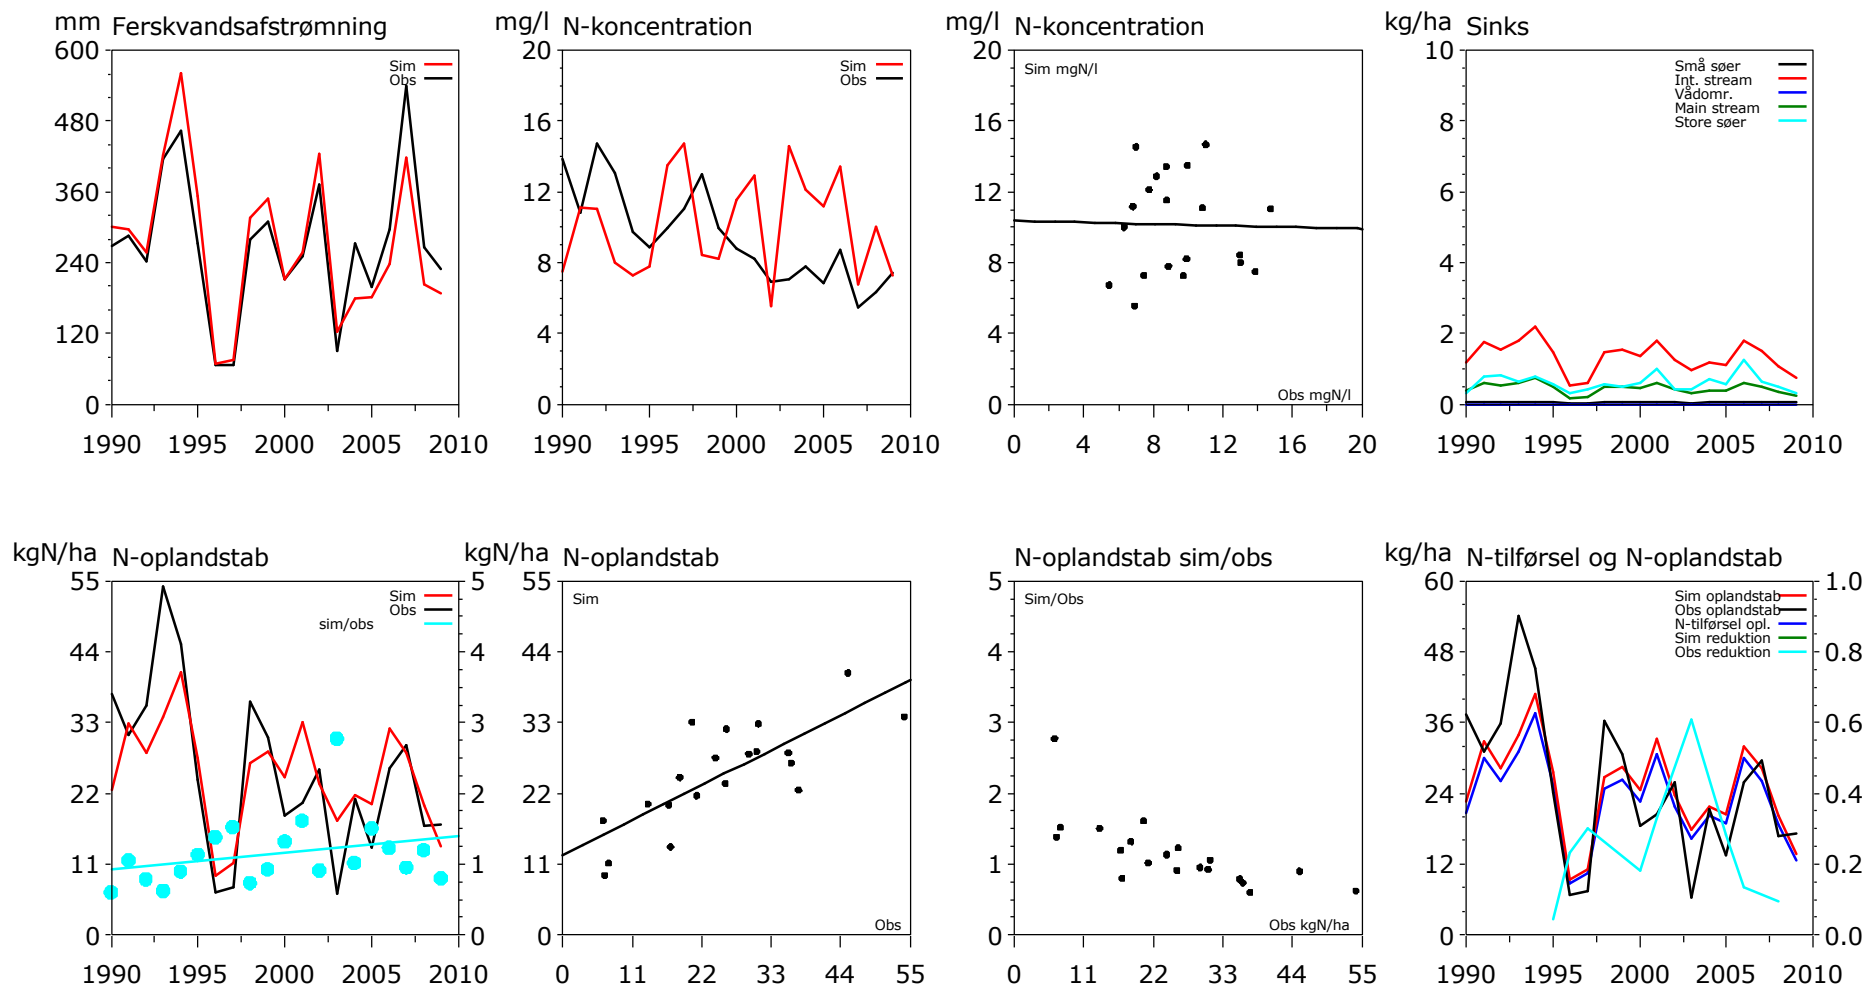 mm Ferskvandsafstrømning
600
480
360
240
120
0
Sim
Obs
1990 1995 2000 2005 2010
mg/l N-koncentration
20
16
12
8
4
0
Sim
Obs
1990 1995 2000 2005 2010
mg/l N-koncentration
20
16
12
8
4
0
Sim mgN/l
Obs mgN/l
0 4 8 12 16 20
kg/ha Sinks
10
8
6
4
2
0
Små søer
Int. stream
Vådomr.
Main stream
Store søer
1990 1995 2000 2005 2010
kgN/ha N-oplandstab
55
44
33
22
11
0
Sim
Obs
sim/obs
5
4
3
2
1
0
1990 1995 2000 2005 2010
kgN/ha N-oplandstab
Sim
Obs
0 11 22 33 44 55
N-oplandstab sim/obs
5
4
3
2
1
0
Sim/Obs
Obs kgN/ha
0 11 22 33 44 55
kg/ha N-tilførsel og N-oplandstab
60
48
36
24
12
0
Sim oplandstab
Obs oplandstab
N-tilførsel opl.
Sim reduktion
Obs reduktion
1.0
0.8
0.6
0.4
0.2
0.0
1990 1995 2000 2005 2010